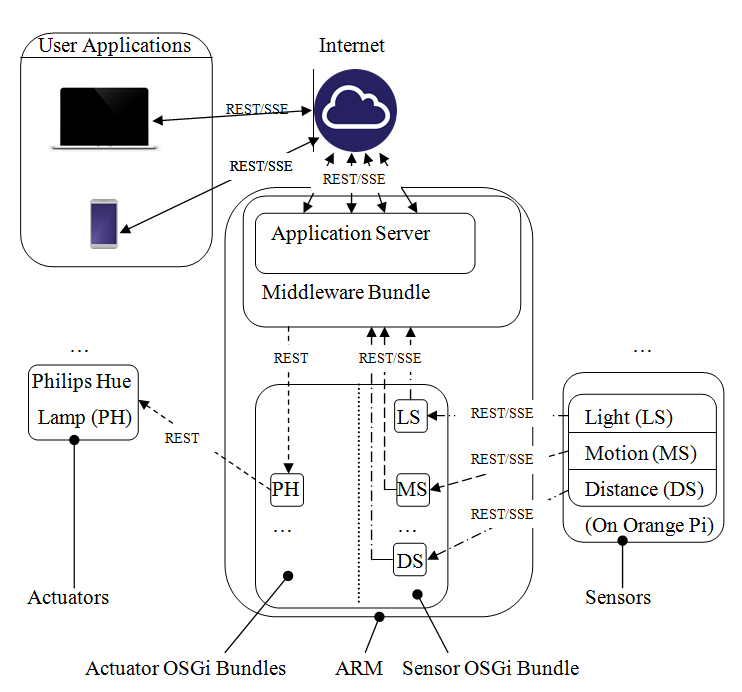 User Applications
Internet
REST/SSE
REST/SSE
REST/SSE
Application Server
Middleware Bundle
...
REST
REST/SSE
...
Philips Hue
Lamp (PH)
REST
LS
REST/SSE
Light (LS)
Motion (MS)
REST/SSE
PH
MS
Distance (DS)
REST/SSE
(On Orange Pi)
...
...
DS
Actuators
Sensors
Actuator OSGi Bundles
ARM
Sensor OSGi Bundle